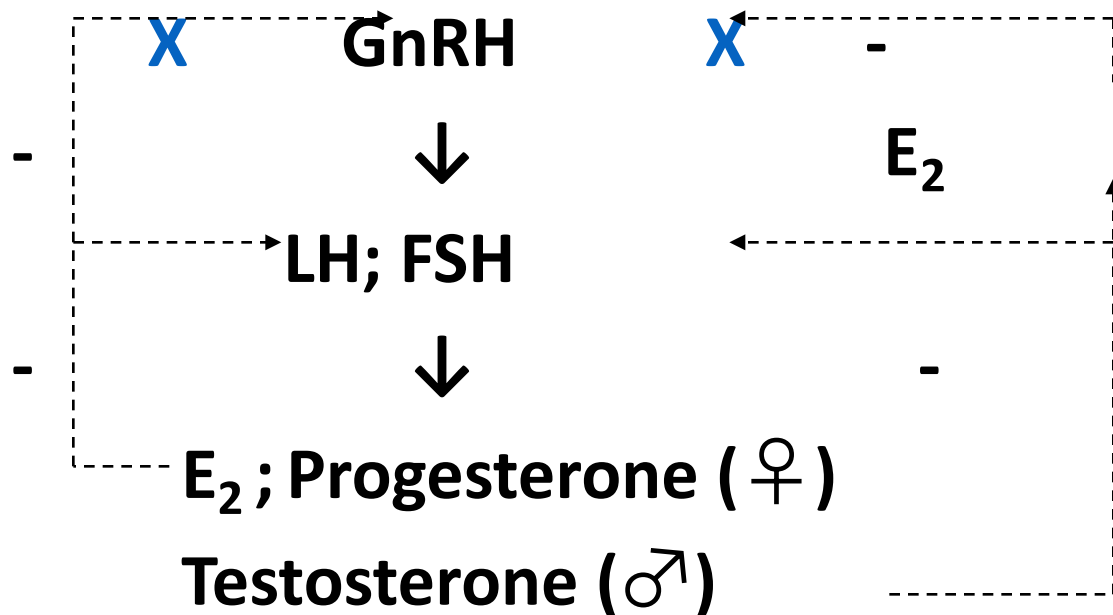 X GnRH X -
↓
- E₂
LH; FSH
- ↓ -
E₂ ; Progesterone (♀)
Testosterone (♂)